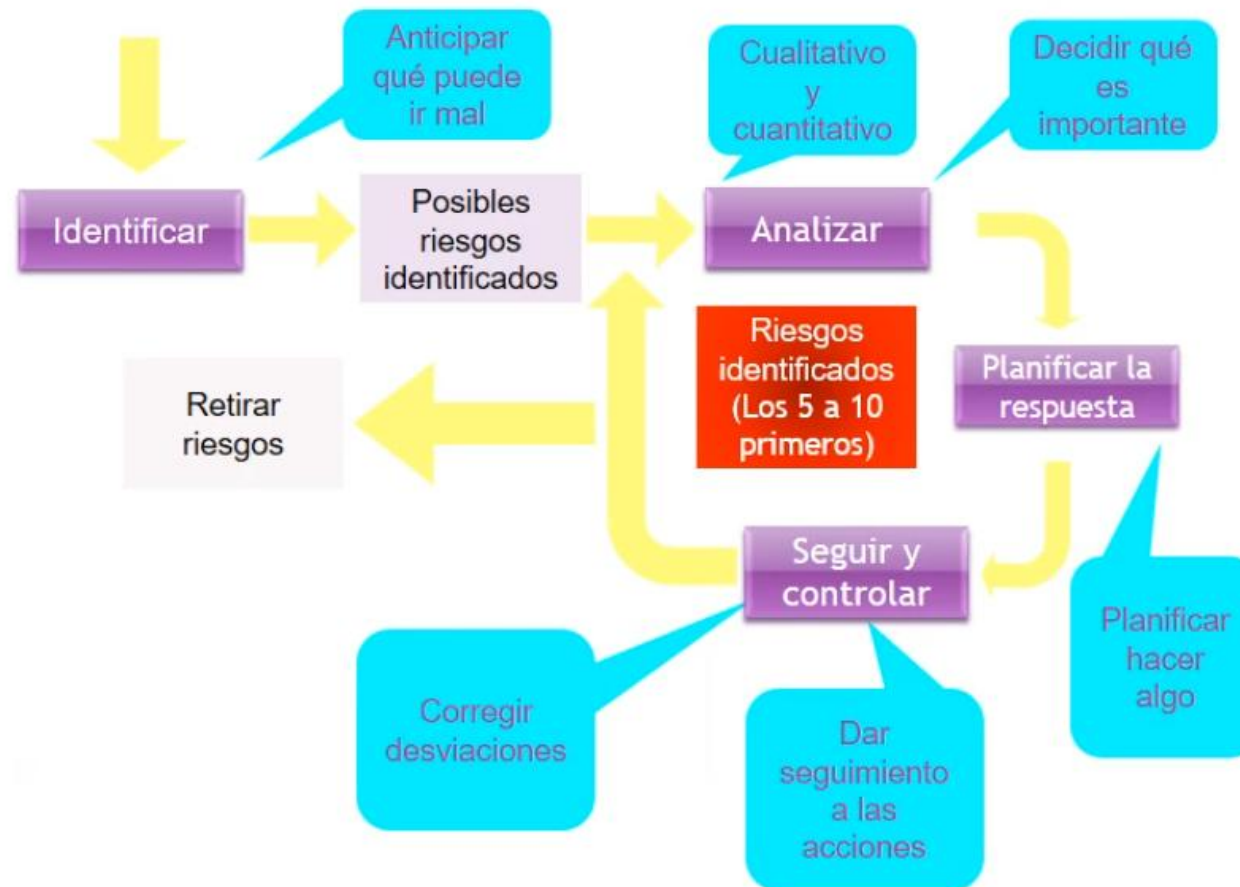 Anticipar
qué puede
ir mal
Cualitativo
y
cuantitativo
Decidir qué
es
importante
Identificar
Posibles
riesgos
identificados
Analizar
Retirar
riesgos
Riesgos
identificados
(Los 5 a 10
primeros)
Planificar la
respuesta
Seguir y
controlar
Corregir
desviaciones
Dar
seguimiento
a las
acciones
Planificar
hacer
algo